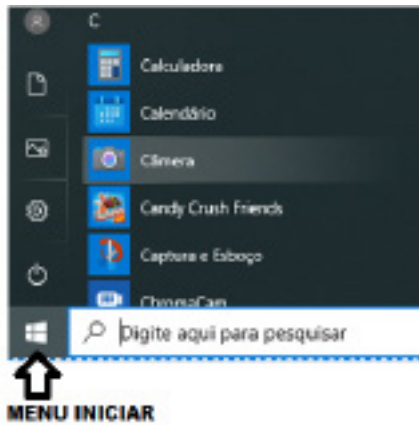 C
Calculadora
Calendário
Câmera
Candy Crush Friends
Captura e Esboço
ChromaCam
Digite aqui para pesquisar
MENU INICIAR